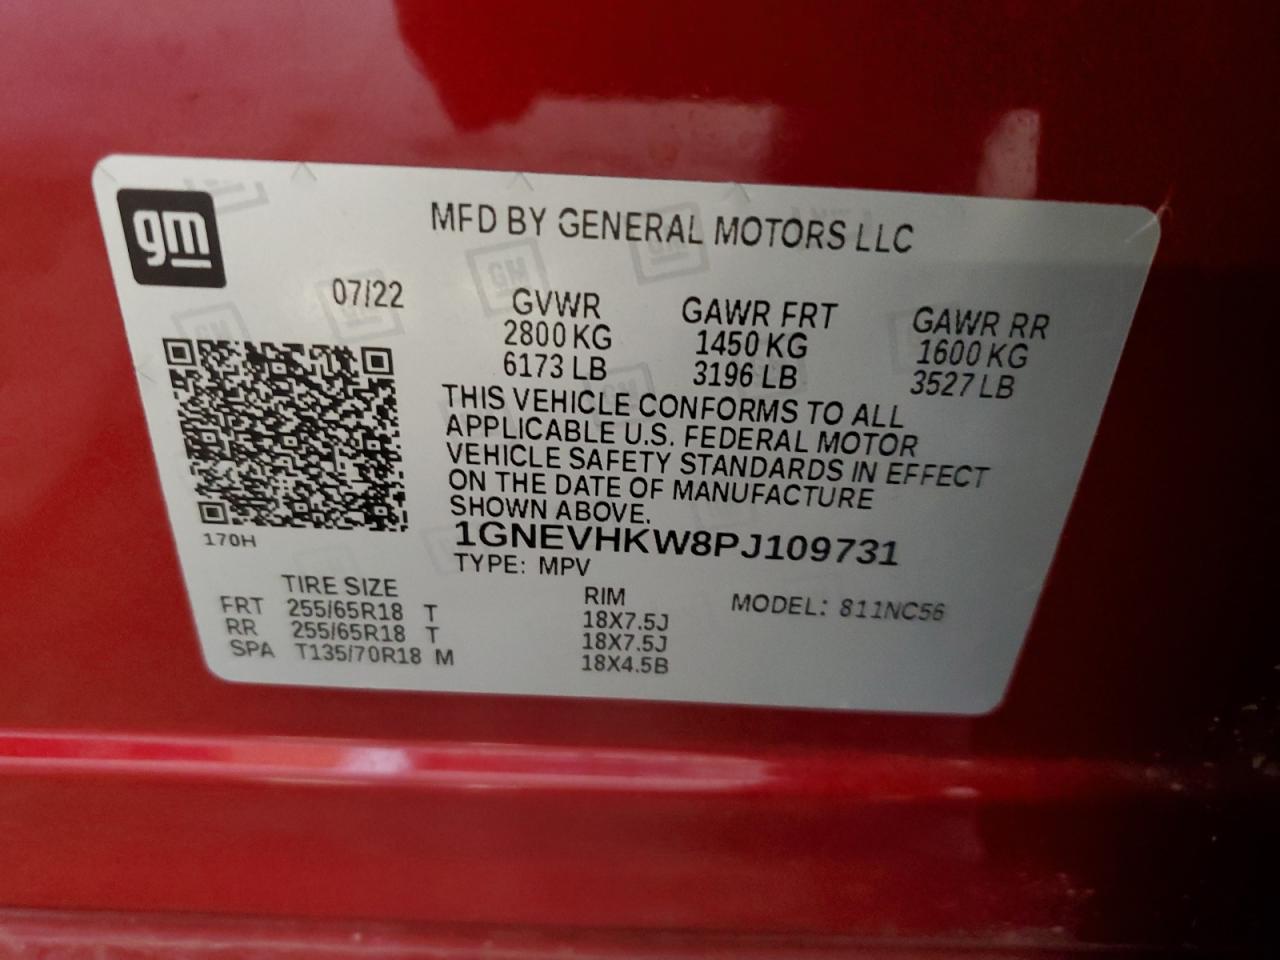 gm
MFD BY GENERAL MOTORS LLC
07/22
GVWR GAWR FRT GAWR RR
2800 KG 1450 KG 1600 KG
6173 LB 3196 LB 3527 LB
THIS VEHICLE CONFORMS TO ALL
APPLICABLE U.S. FEDERAL MOTOR
VEHICLE SAFETY STANDARDS IN EFFECT
ON THE DATE OF MANUFACTURE
SHOWN ABOVE.
170H
1GNEVHKW8PJ109731
TYPE: MPV
TIRE SIZE RIM MODEL: 811NC56
FRT 255/65R18 T 18X7.5J
RR 255/65R18 T 18X7.5J
SPA T135/70R18 M 18X4.5B